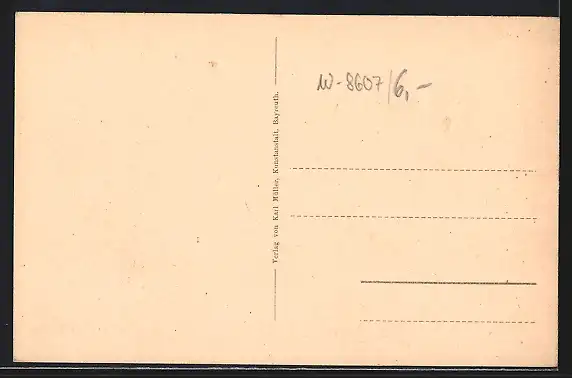 W-8607/6,-
Verlag von Karl Müller, Kunstanstalt, Bayreuth.